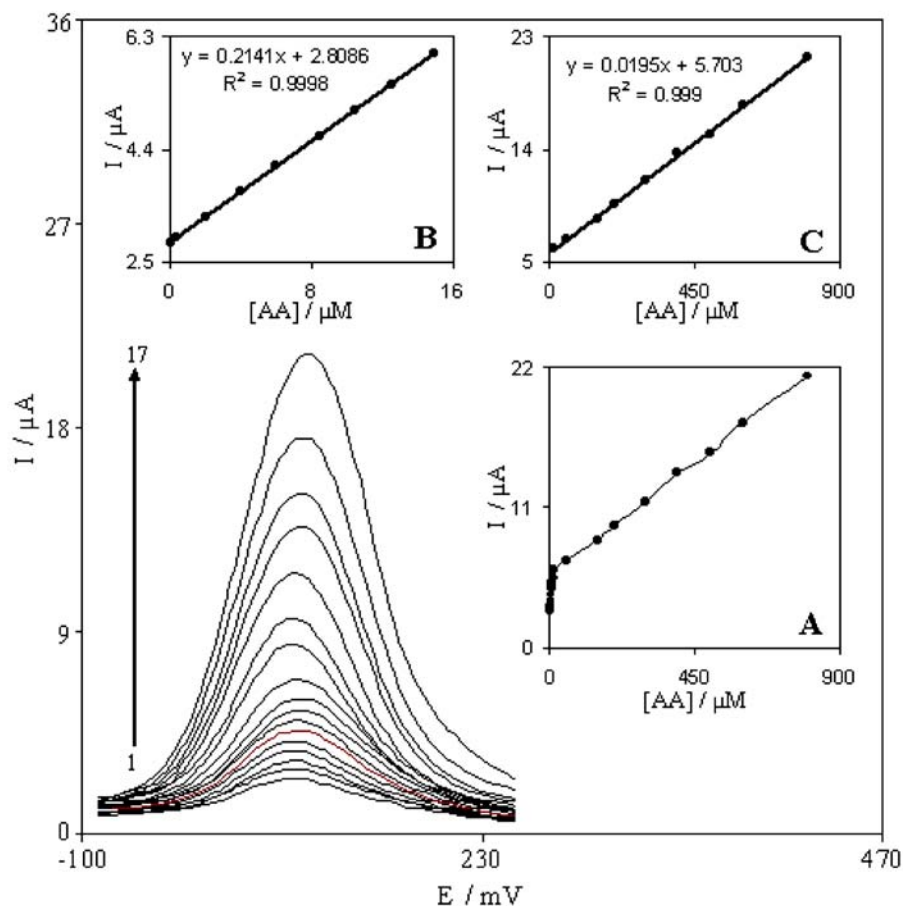 36
27
18
9
0
-100
230
470
I / µA
E / mV
17
1
6.3
4.4
2.5
0
8
16
I / µA
[AA] / µM
y = 0.2141x + 2.8086
R² = 0.9998
B
23
14
5
0
450
900
I / µA
[AA] / µM
y = 0.0195x + 5.703
R² = 0.999
C
22
11
0
0
450
900
I / µA
[AA] / µM
A